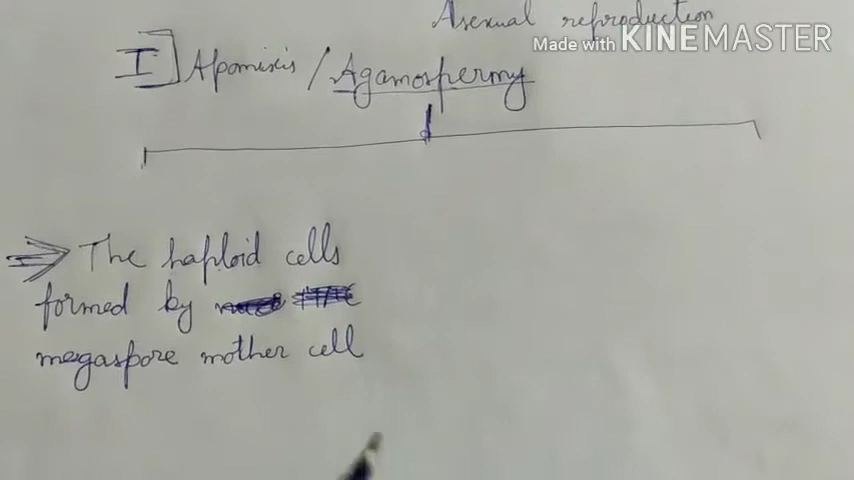 Asexual reproduction
Made with KINEMASTER
I] Apomixis / Agamospermy
⇒ The haploid cells
formed by
megaspore mother cell